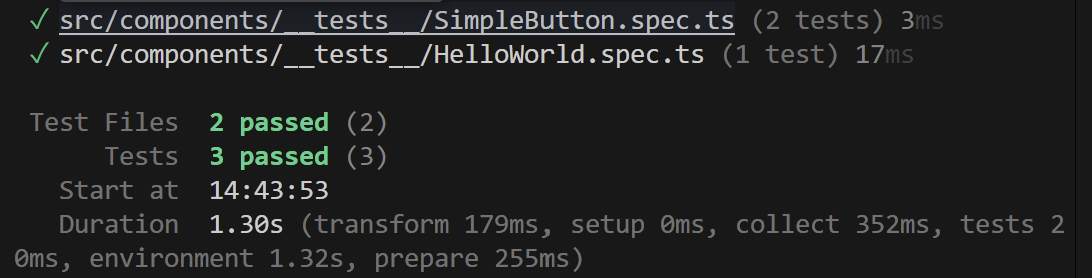 ✓ src/components/__tests__/SimpleButton.spec.ts (2 tests) 3ms
✓ src/components/__tests__/HelloWorld.spec.ts (1 test) 17ms
Test Files 2 passed (2)
Tests 3 passed (3)
Start at 14:43:53
Duration 1.30s (transform 179ms, setup 0ms, collect 352ms, tests 2
0ms, environment 1.32s, prepare 255ms)